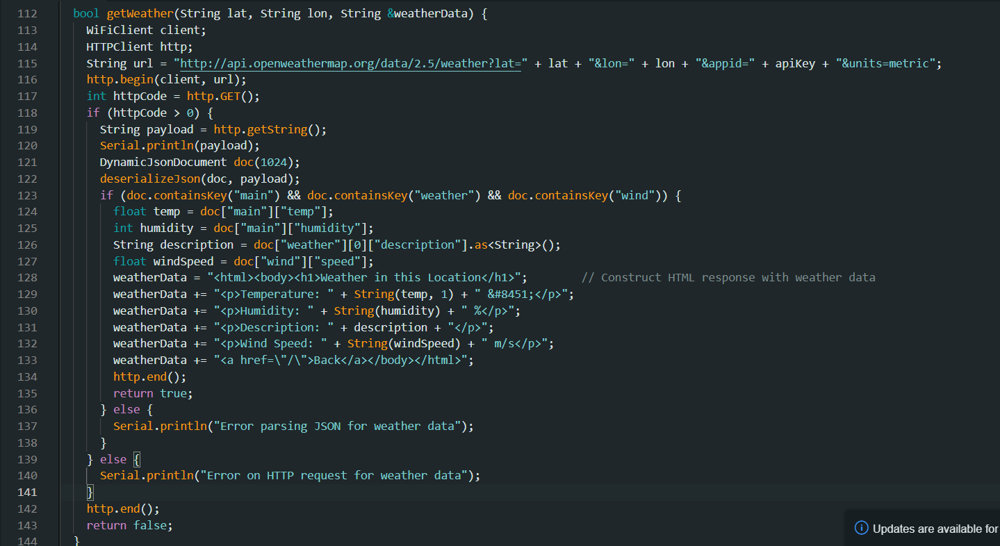 112 bool getWeather(String lat, String lon, String &weatherData) {
113 WiFiClient client;
114 HTTPClient http;
115 String url = "http://api.openweathermap.org/data/2.5/weather?lat=" + lat + "&lon=" + lon + "&appid=" + apiKey + "&units=metric";
116 http.begin(client, url);
117 int httpCode = http.GET();
118 if (httpCode > 0) {
119 String payload = http.getString();
120 Serial.println(payload);
121 DynamicJsonDocument doc(1024);
122 deserializeJson(doc, payload);
123 if (doc.containsKey("main") && doc.containsKey("weather") && doc.containsKey("wind")) {
124 float temp = doc["main"]["temp"];
125 int humidity = doc["main"]["humidity"];
126 String description = doc["weather"][0]["description"].as<String>();
127 float windSpeed = doc["wind"]["speed"];
128 weatherData = "<html><body><h1>Weather in this Location</h1>"; // Construct HTML response with weather data
129 weatherData += "<p>Temperature: " + String(temp, 1) + " &#8451;</p>";
130 weatherData += "<p>Humidity: " + String(humidity) + " %</p>";
131 weatherData += "<p>Description: " + description + "</p>";
132 weatherData += "<p>Wind Speed: " + String(windSpeed) + " m/s</p>";
133 weatherData += "<a href=\"/\">Back</a></body></html>";
134 http.end();
135 return true;
136 } else {
137 Serial.println("Error parsing JSON for weather data");
138 }
139 } else {
140 Serial.println("Error on HTTP request for weather data");
141 }
142 http.end();
143 return false;
144 }
Updates are available for